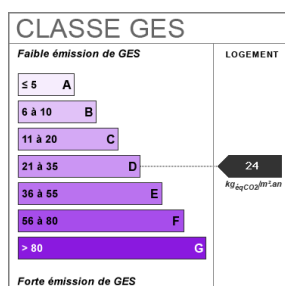 CLASSE GES
Faible émission de GES
LOGEMENT
≤ 5 A
6 à 10 B
11 à 20 C
21 à 35 D
24
kgéqCO2/m².an
36 à 55 E
56 à 80 F
> 80 G
Forte émission de GES